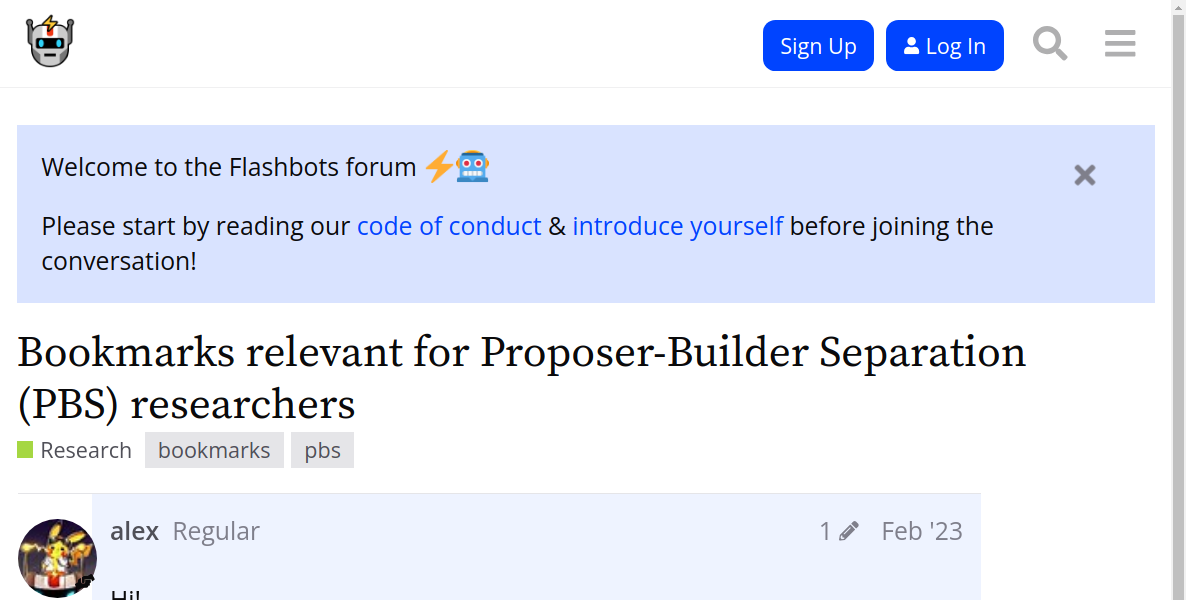 Sign Up
Log In
Welcome to the Flashbots forum
Please start by reading our code of conduct & introduce yourself before joining the
conversation!
Bookmarks relevant for Proposer-Builder Separation
(PBS) researchers
Research bookmarks pbs
alex Regular 1 Feb '23
Hi!